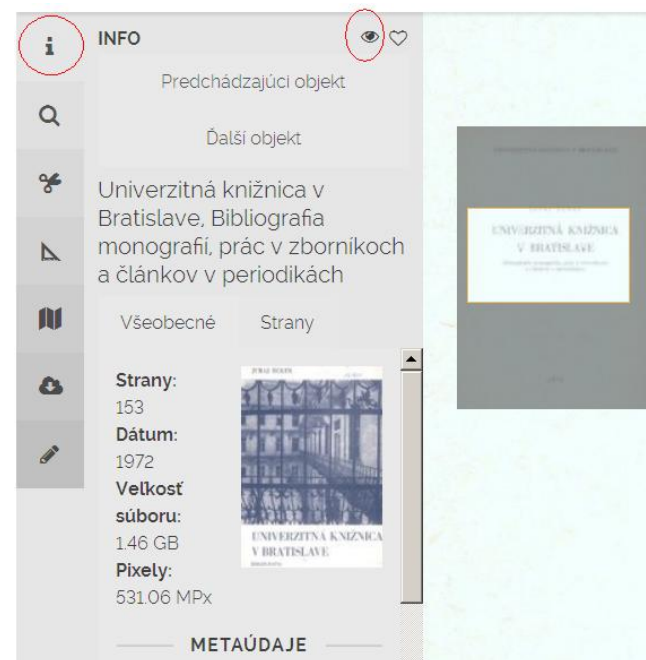 INFO
Predchádzajúci objekt
Ďalší objekt
Univerzitná knižnica v
Bratislave, Bibliografia
monografií, prác v zborníkoch
a článkov v periodikách
Všeobecné Strany
Strany:
153
Dátum:
1972
Veľkosť
súboru:
1.46 GB
Pixely:
531.06 MPx
METAÚDAJE
UNIVERZITNÁ KNIŽNICA
V BRATISLAVE
UNIVERZITNÁ KNIŽNICA
V BRATISLAVE